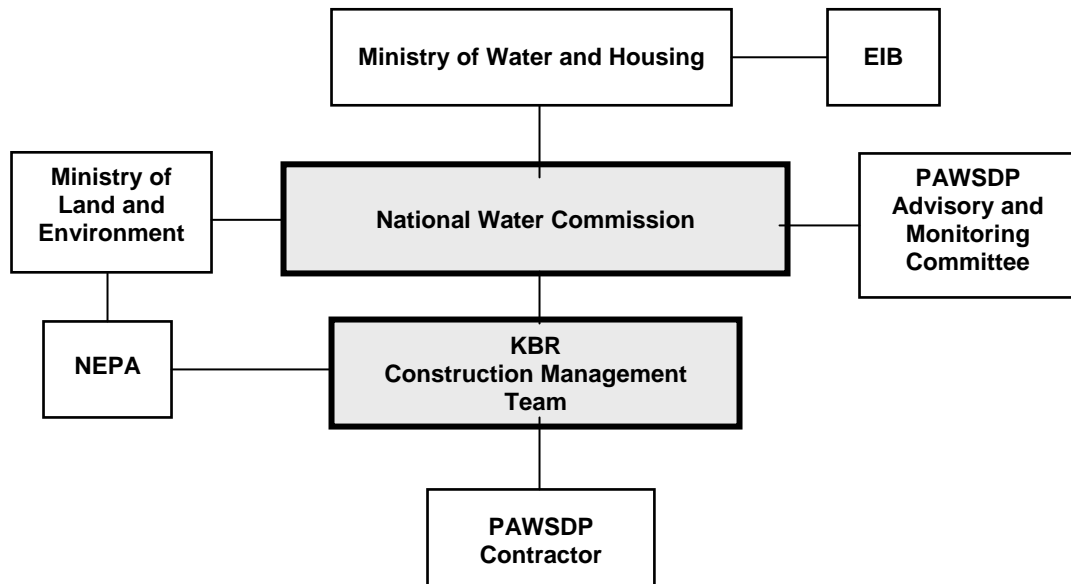 Ministry of Water and Housing
EIB
Ministry of
Land and
Environment
National Water Commission
PAWSDP
Advisory and
Monitoring
Committee
NEPA
KBR
Construction Management
Team
PAWSDP
Contractor